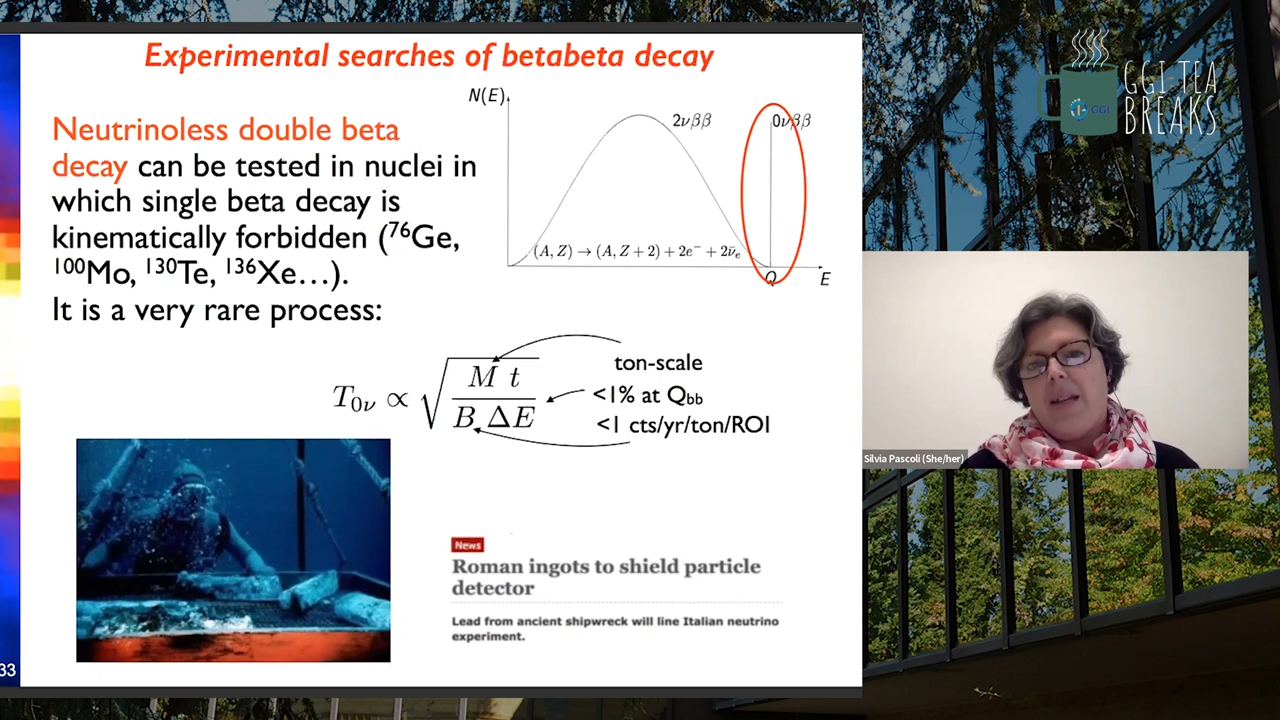 Experimental searches of betabeta decay
Neutrinoless double beta
decay can be tested in nuclei in
which single beta decay is
kinematically forbidden (⁷⁶Ge,
¹⁰⁰Mo, ¹³⁰Te, ¹³⁶Xe…).
It is a very rare process:
N(E)
2νββ
0νββ
(A, Z) → (A, Z + 2) + 2e⁻ + 2ν̄ₑ
Q
E
T₀ν ∝ √(M t / B ΔE)
ton-scale
<1% at Qbb
<1 cts/yr/ton/ROI
News
Roman ingots to shield particle
detector
Lead from ancient shipwreck will line Italian neutrino
experiment.
33
GGI TEA
BREAKS
GGI
Silvia Pascoli (She/her)